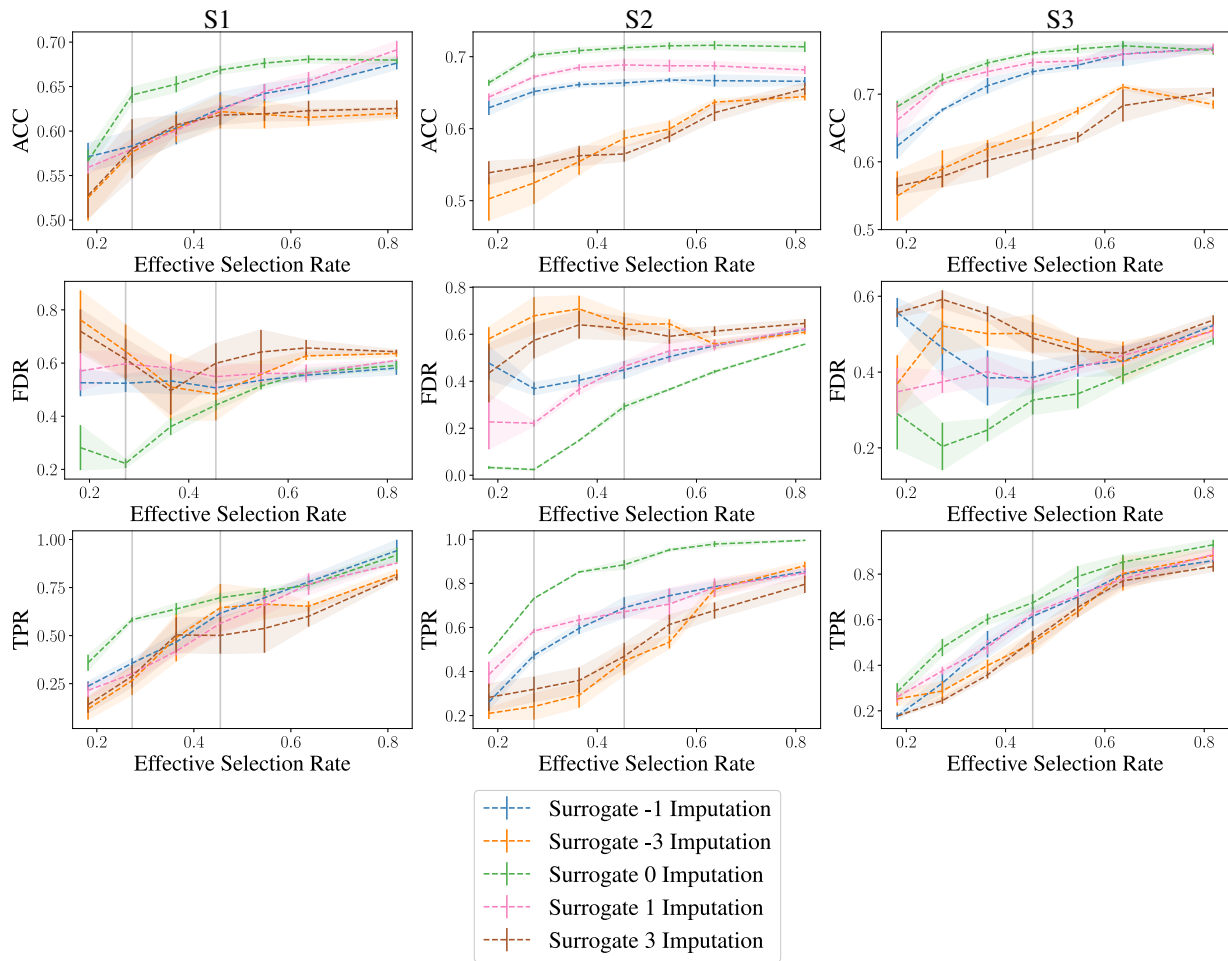 S1
S2
S3
0.70
0.65
0.60
0.55
0.50
ACC
0.2
0.4
0.6
0.8
Effective Selection Rate
0.7
0.6
0.5
ACC
0.2
0.4
0.6
0.8
Effective Selection Rate
0.7
0.6
0.5
ACC
0.2
0.4
0.6
0.8
Effective Selection Rate
0.8
0.6
0.4
0.2
FDR
0.2
0.4
0.6
0.8
Effective Selection Rate
0.8
0.6
0.4
0.2
0.0
FDR
0.2
0.4
0.6
0.8
Effective Selection Rate
0.6
0.4
0.2
FDR
0.2
0.4
0.6
0.8
Effective Selection Rate
1.00
0.75
0.50
0.25
TPR
0.2
0.4
0.6
0.8
Effective Selection Rate
1.0
0.8
0.6
0.4
0.2
TPR
0.2
0.4
0.6
0.8
Effective Selection Rate
0.8
0.6
0.4
0.2
TPR
0.2
0.4
0.6
0.8
Effective Selection Rate
Surrogate -1 Imputation
Surrogate -3 Imputation
Surrogate 0 Imputation
Surrogate 1 Imputation
Surrogate 3 Imputation